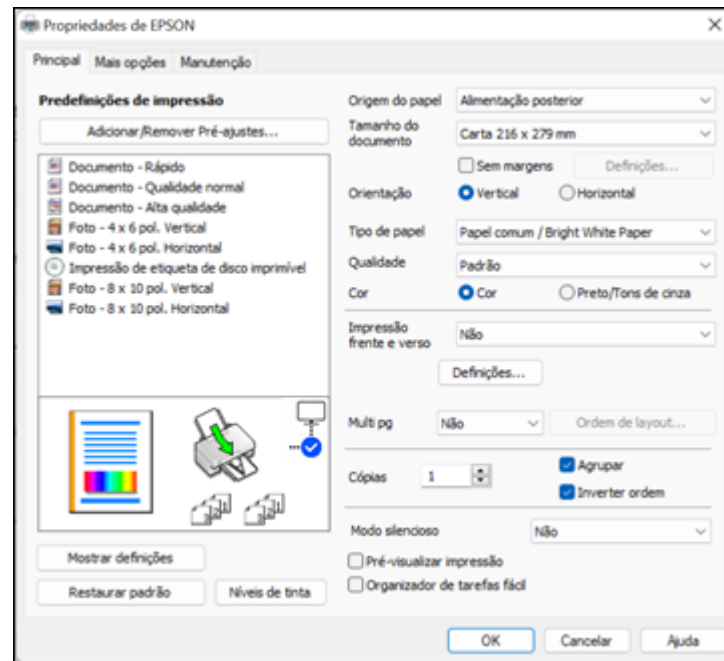 Propriedades de EPSON
Principal
Mais opções
Manutenção
Predefinições de impressão
Adicionar/Remover Pré-ajustes...
Documento - Rápido
Documento - Qualidade normal
Documento - Alta qualidade
Foto - 4 x 6 pol. Vertical
Foto - 4 x 6 pol. Horizontal
Impressão de etiqueta de disco imprimível
Foto - 8 x 10 pol. Vertical
Foto - 8 x 10 pol. Horizontal
Mostrar definições
Restaurar padrão
Níveis de tinta
Origem do papel
Alimentação posterior
Tamanho do
documento
Carta 216 x 279 mm
Sem margens
Definições...
Orientação
Vertical
Horizontal
Tipo de papel
Papel comum / Bright White Paper
Qualidade
Padrão
Cor
Cor
Preto/Tons de cinza
Impressão
frente e verso
Não
Definições...
Multi pg
Não
Ordem de layout...
Cópias
1
Agrupar
Inverter ordem
Modo silencioso
Não
Pré-visualizar impressão
Organizador de tarefas fácil
OK
Cancelar
Ajuda